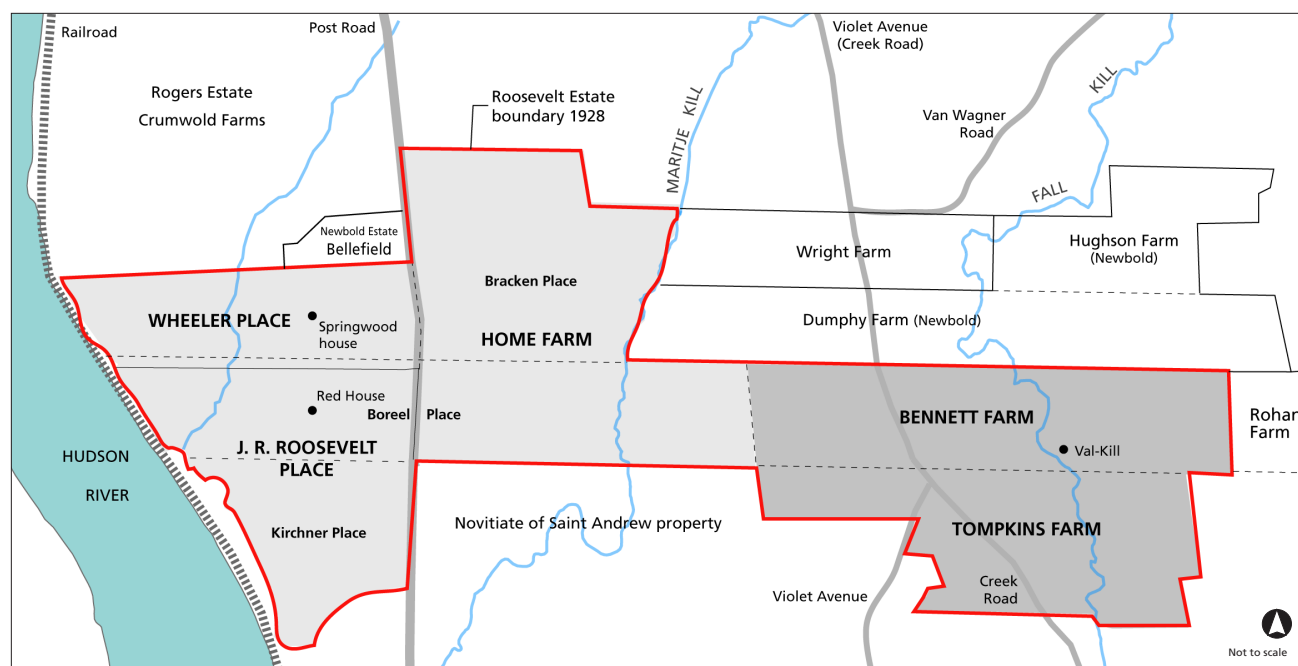 Railroad
Post Road
Violet Avenue
(Creek Road)
Rogers Estate
Crumwold Farms
Roosevelt Estate
boundary 1928
MARITJE KILL
Van Wagner
Road
FALL KILL
Newbold Estate
Bellefield
Wright Farm
Hughson Farm
(Newbold)
Bracken Place
WHEELER PLACE
Springwood
house
HOME FARM
Dumphy Farm (Newbold)
Red House
Boreel Place
BENNETT FARM
J. R. ROOSEVELT
PLACE
Val-Kill
HUDSON
RIVER
Kirchner Place
Novitiate of Saint Andrew property
TOMPKINS FARM
Creek
Road
Violet Avenue
Farm
Not to scale